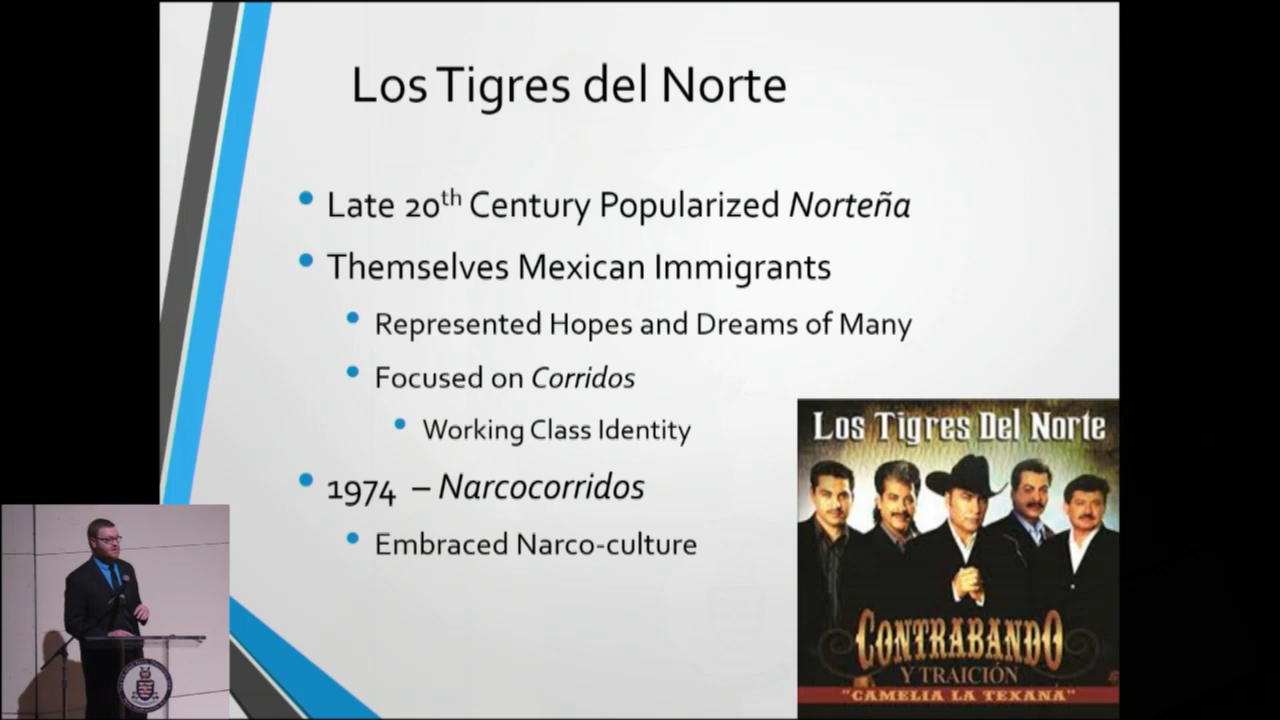 Los Tigres del Norte
Late 20th Century Popularized Norteña
Themselves Mexican Immigrants
Represented Hopes and Dreams of Many
Focused on Corridos
Working Class Identity
1974 – Narcocorridos
Embraced Narco-culture
Los Tigres Del Norte
CONTRABANDO
Y TRAICIÓN
"CAMELIA LA TEXANA"